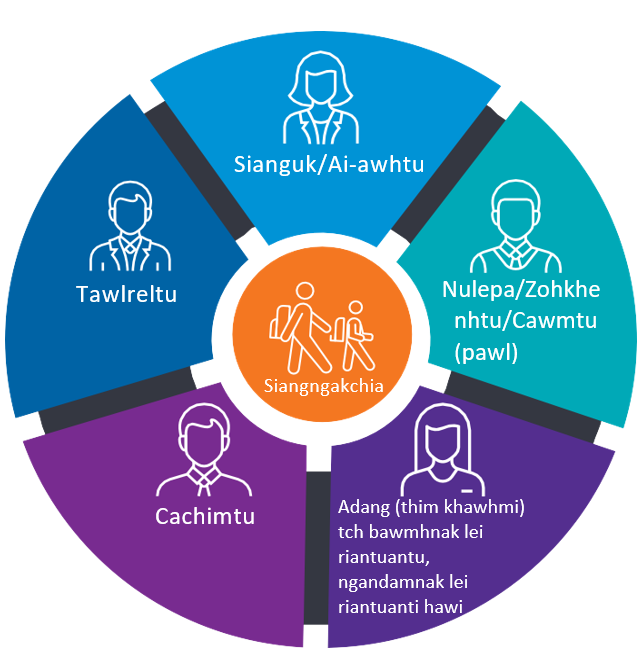 Sianguk/Ai-awhtu
Nulepa/Zohkhe
nhtu/Cawmtu
(pawl)
Adang (thim khawhmi)
tch bawmhnak lei
riantuantu,
ngandamnak lei
riantuanti hawi
Cachimtu
Tawlreltu
Siangngakchia